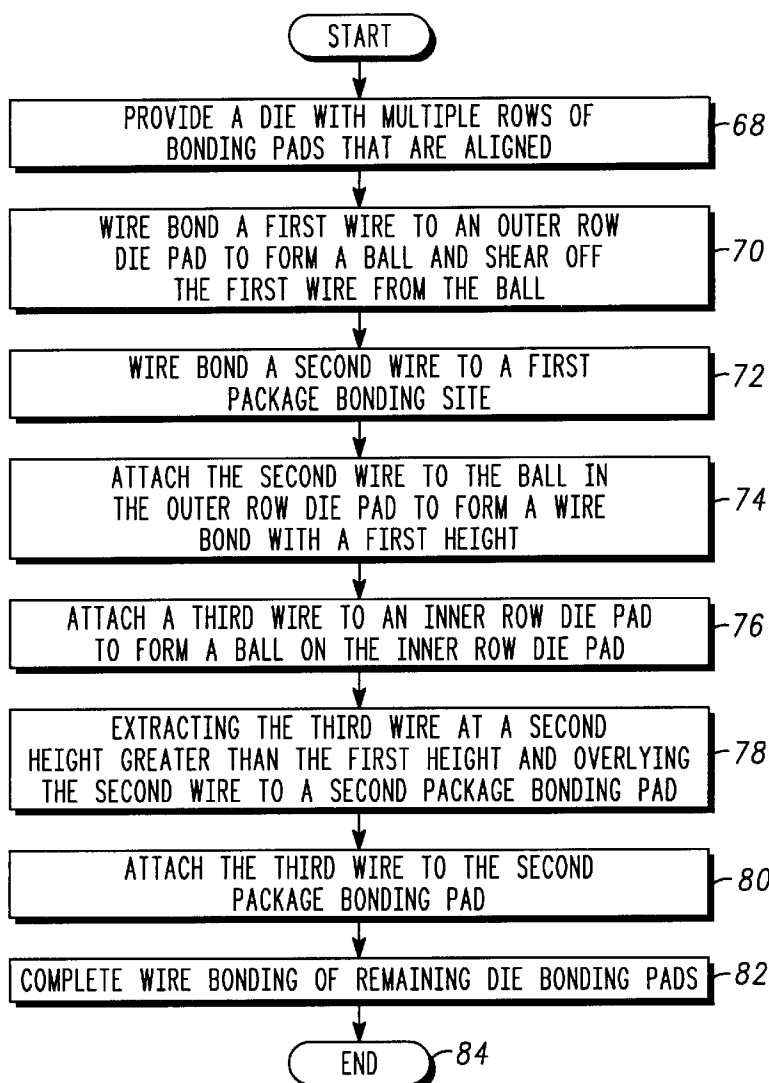 START
PROVIDE A DIE WITH MULTIPLE ROWS OF
BONDING PADS THAT ARE ALIGNED
68
WIRE BOND A FIRST WIRE TO AN OUTER ROW
DIE PAD TO FORM A BALL AND SHEAR OFF
THE FIRST WIRE FROM THE BALL
70
WIRE BOND A SECOND WIRE TO A FIRST
PACKAGE BONDING SITE
72
ATTACH THE SECOND WIRE TO THE BALL IN
THE OUTER ROW DIE PAD TO FORM A WIRE
BOND WITH A FIRST HEIGHT
74
ATTACH A THIRD WIRE TO AN INNER ROW DIE PAD
TO FORM A BALL ON THE INNER ROW DIE PAD
76
EXTRACTING THE THIRD WIRE AT A SECOND
HEIGHT GREATER THAN THE FIRST HEIGHT AND OVERLYING
THE SECOND WIRE TO A SECOND PACKAGE BONDING PAD
78
ATTACH THE THIRD WIRE TO THE SECOND
PACKAGE BONDING PAD
80
COMPLETE WIRE BONDING OF REMAINING DIE BONDING PADS
82
END
84